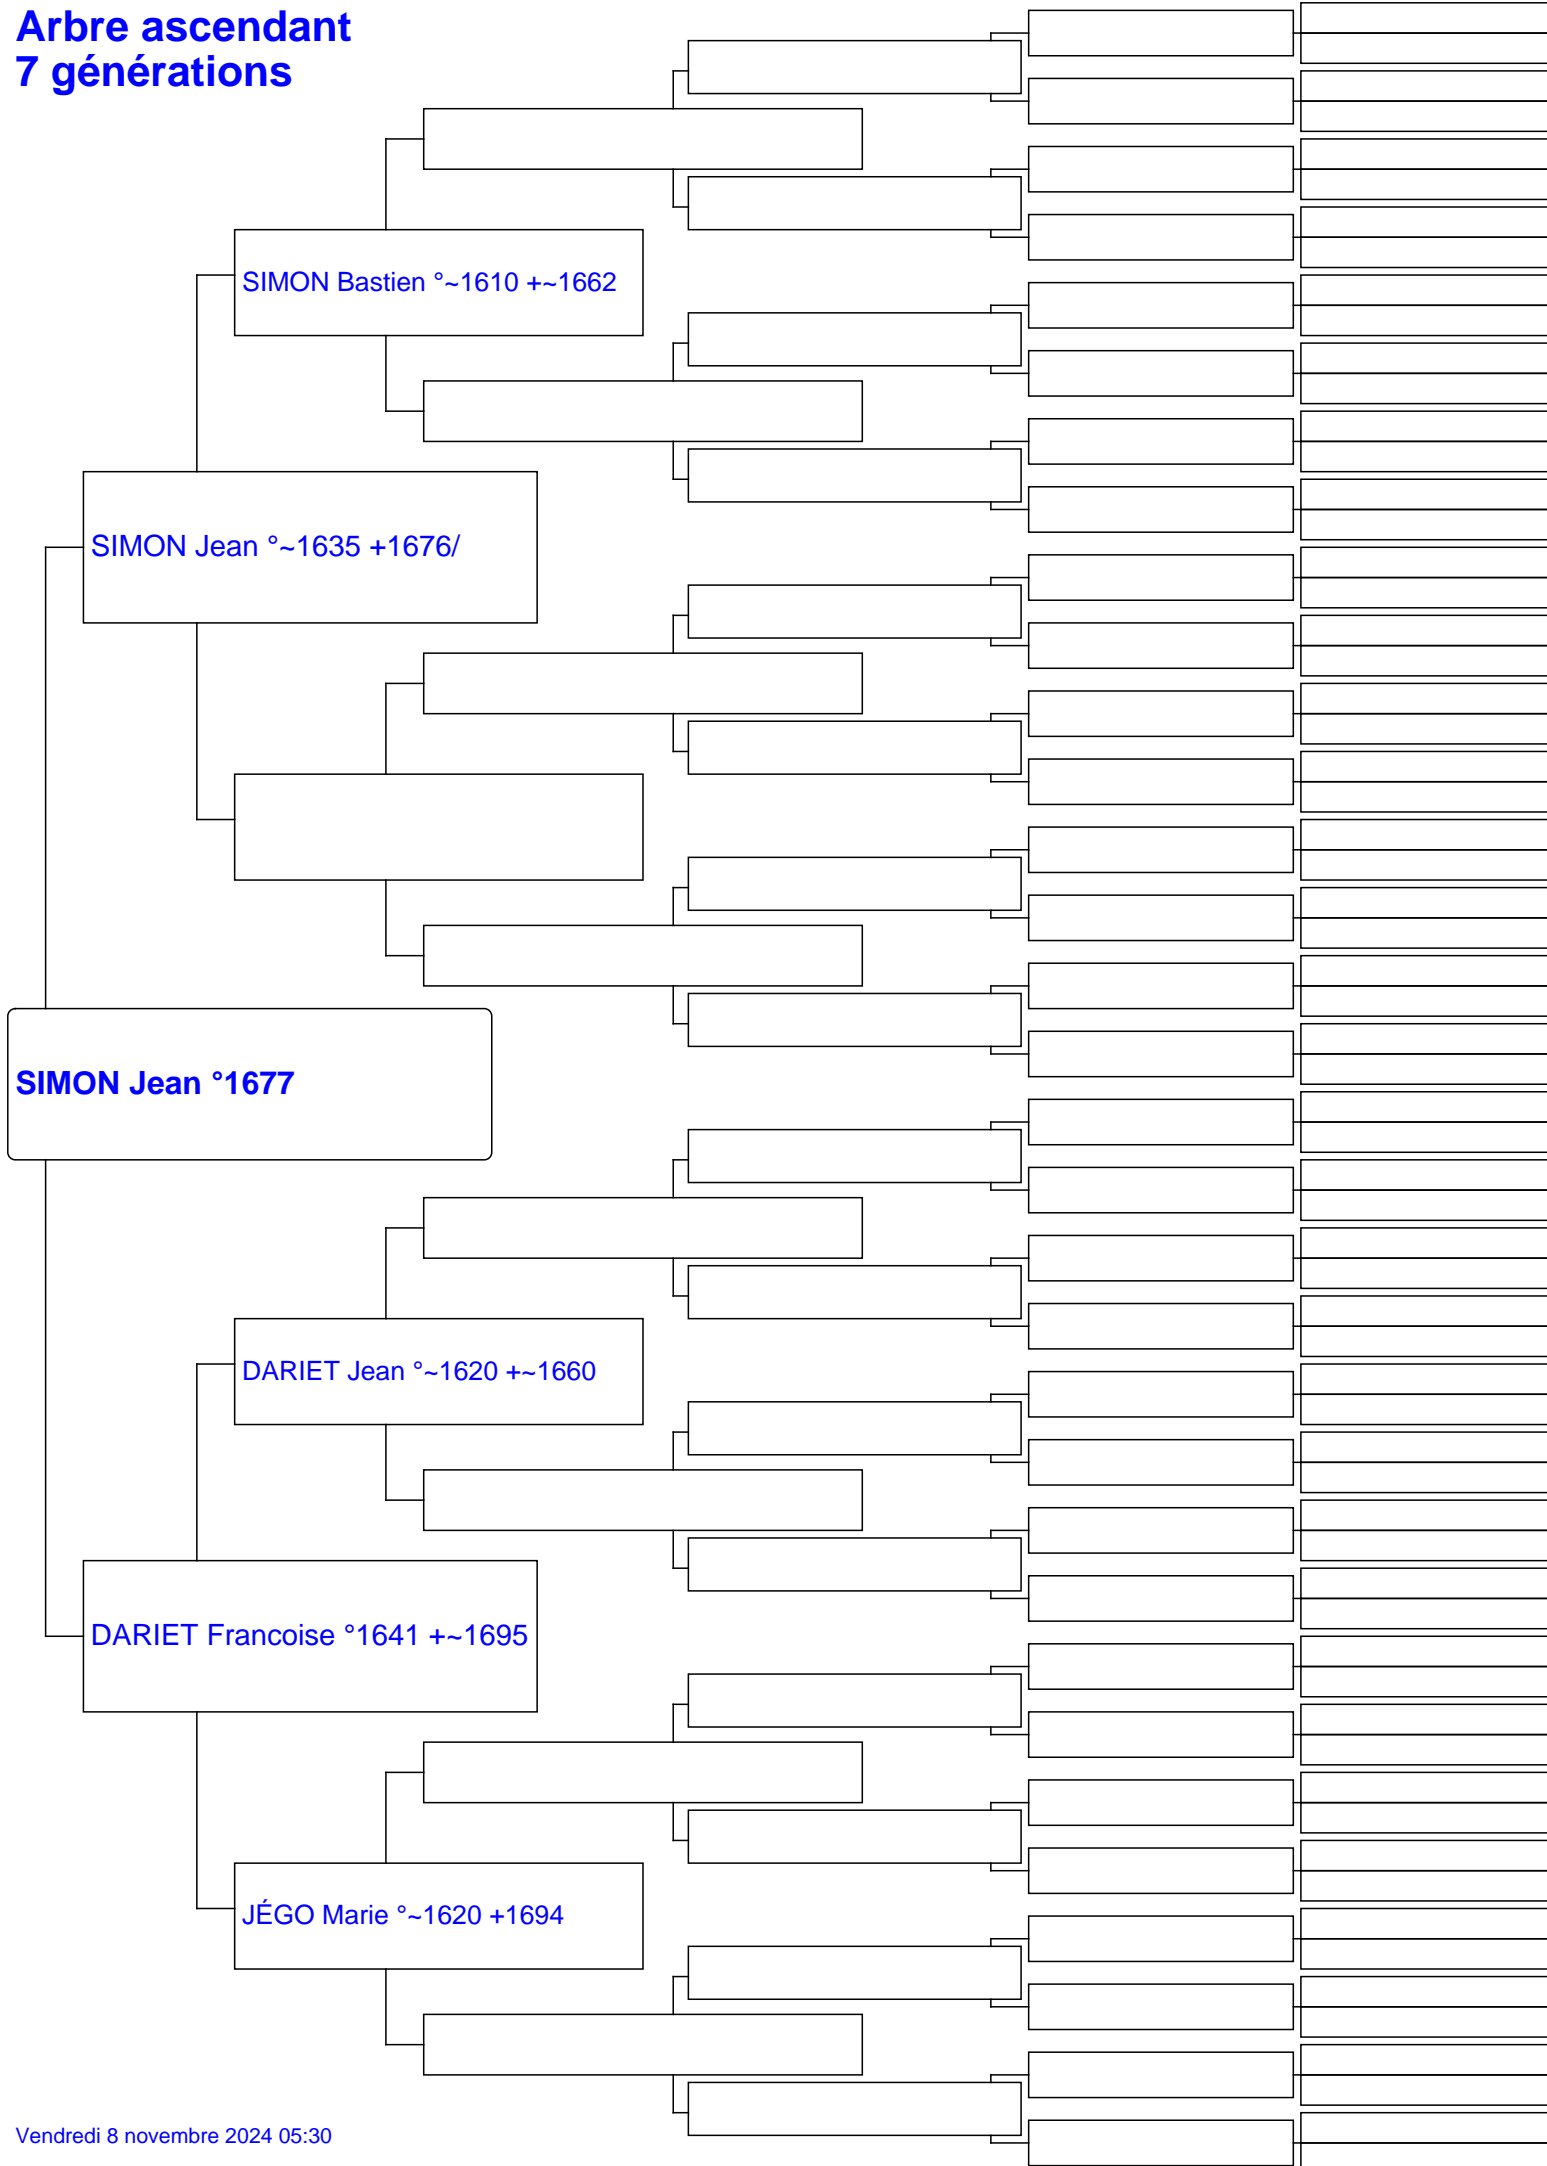 Arbre ascendant
7 générations
SIMON Bastien °~1610 +~1662
SIMON Jean °~1635 +1676/
SIMON Jean °1677
DARIET Jean °~1620 +~1660
DARIET Francoise °1641 +~1695
JÉGO Marie °~1620 +1694
Vendredi 8 novembre 2024 05:30